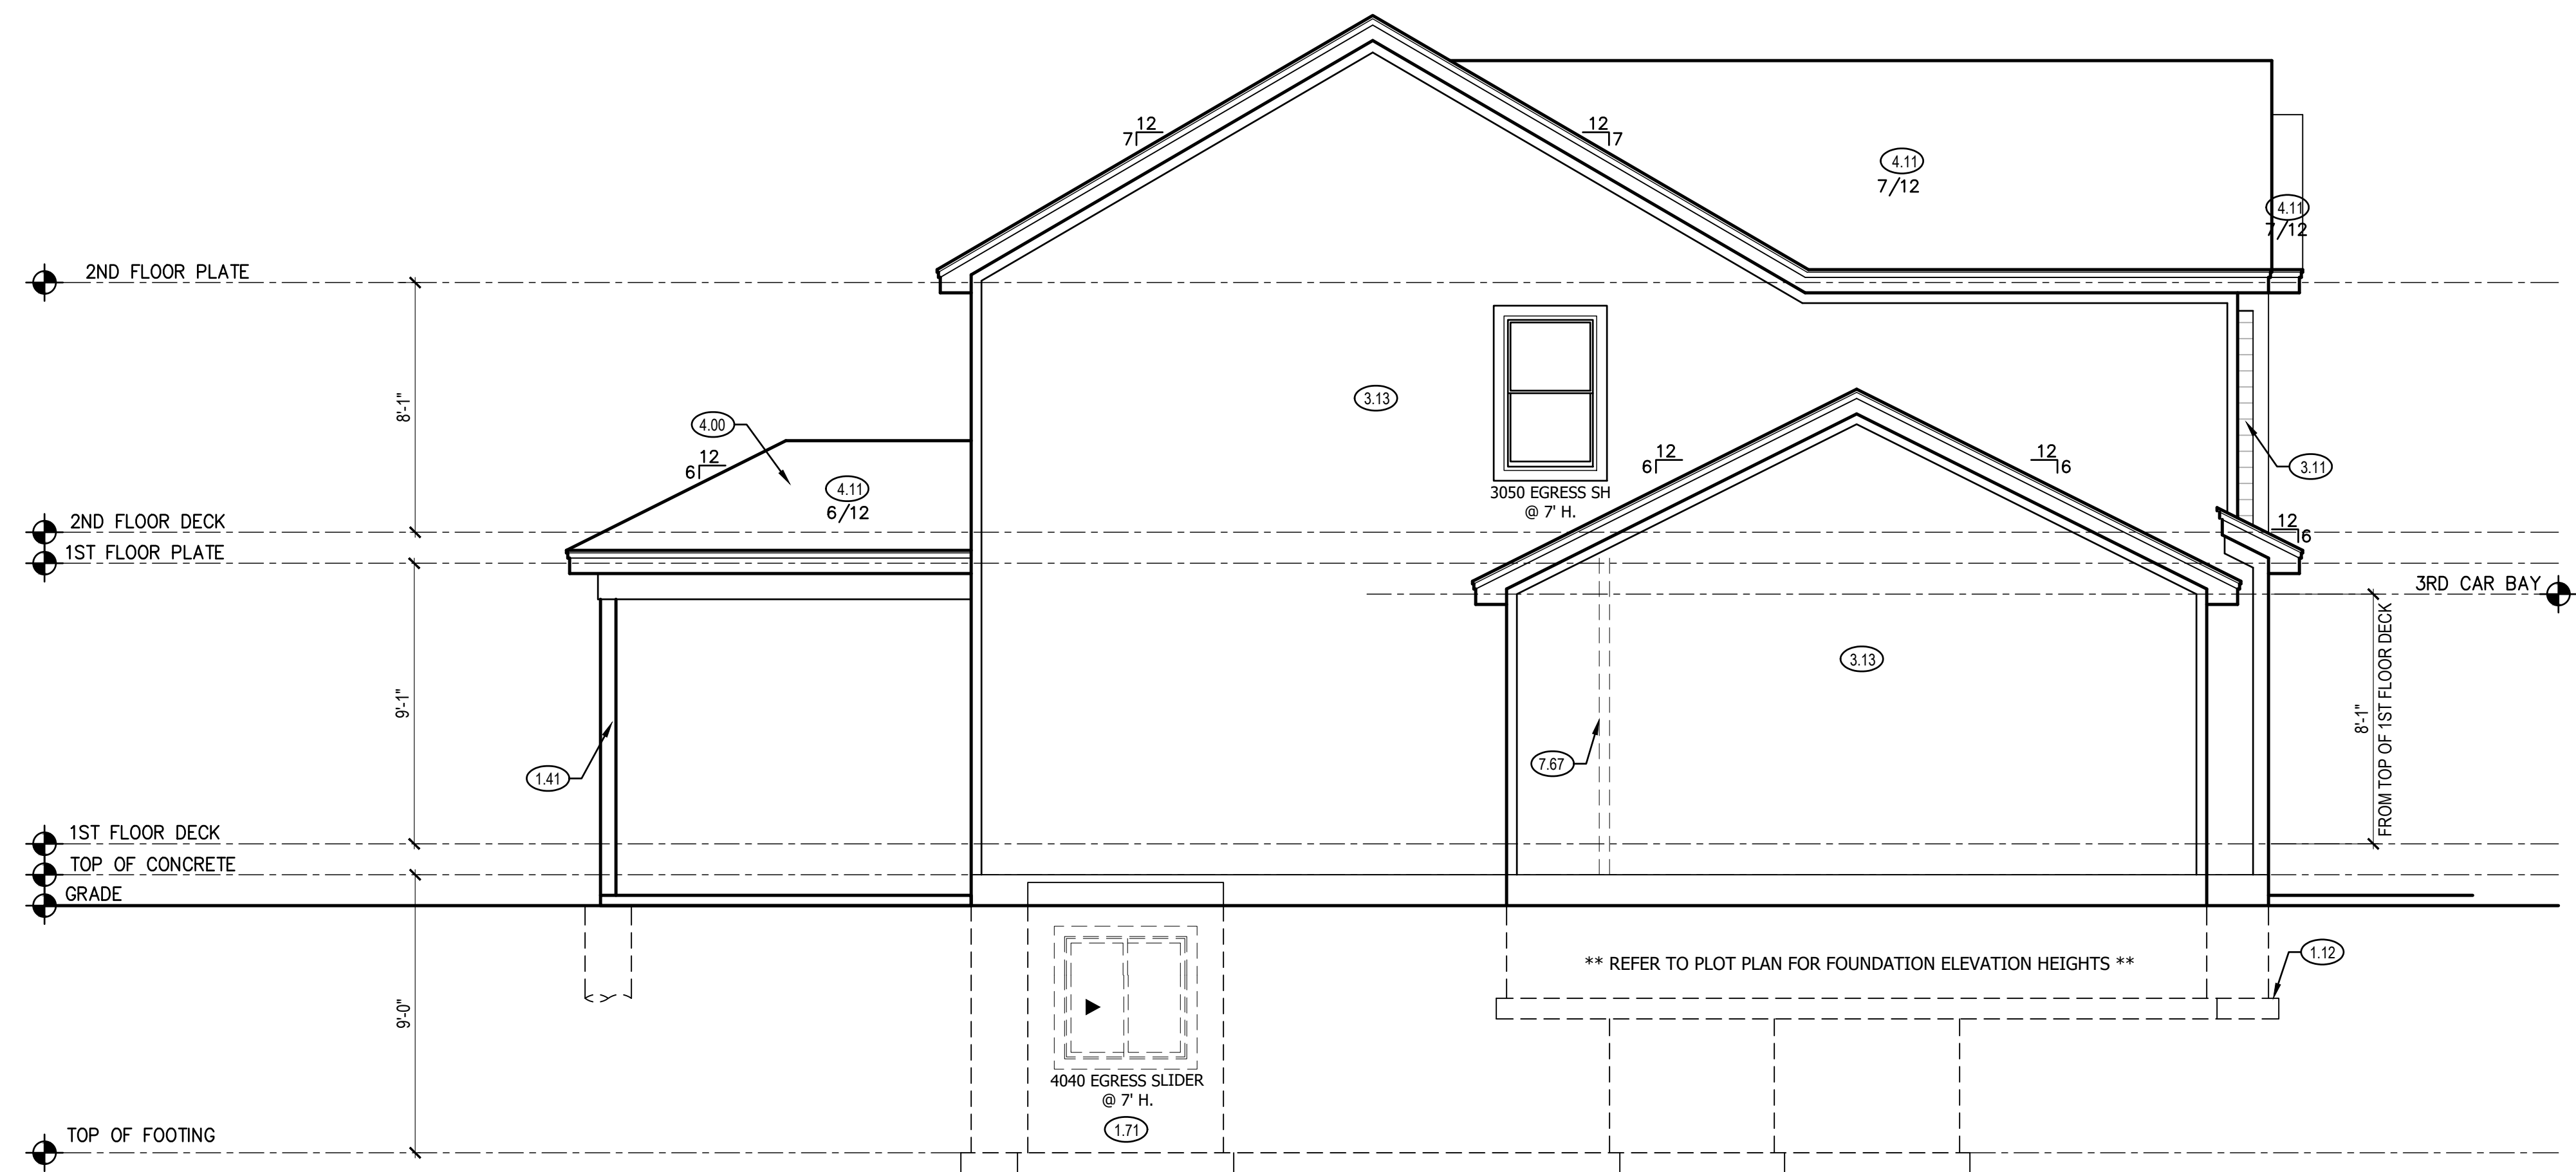 12
7
12
7
4.11
7/12
4.11
7/12
2ND FLOOR PLATE
8'-1"
3.13
4.00
12
6
4.11
6/12
12
6
12
6
3.11
3050 EGRESS SH
@ 7' H.
2ND FLOOR DECK
12
6
1ST FLOOR PLATE
3RD CAR BAY
3.13
9'-1"
8'-1"
FROM TOP OF 1ST FLOOR DECK
1.41
7.67
1ST FLOOR DECK
TOP OF CONCRETE
GRADE
** REFER TO PLOT PLAN FOR FOUNDATION ELEVATION HEIGHTS **
1.12
9'-0"
4040 EGRESS SLIDER
@ 7' H.
1.71
TOP OF FOOTING